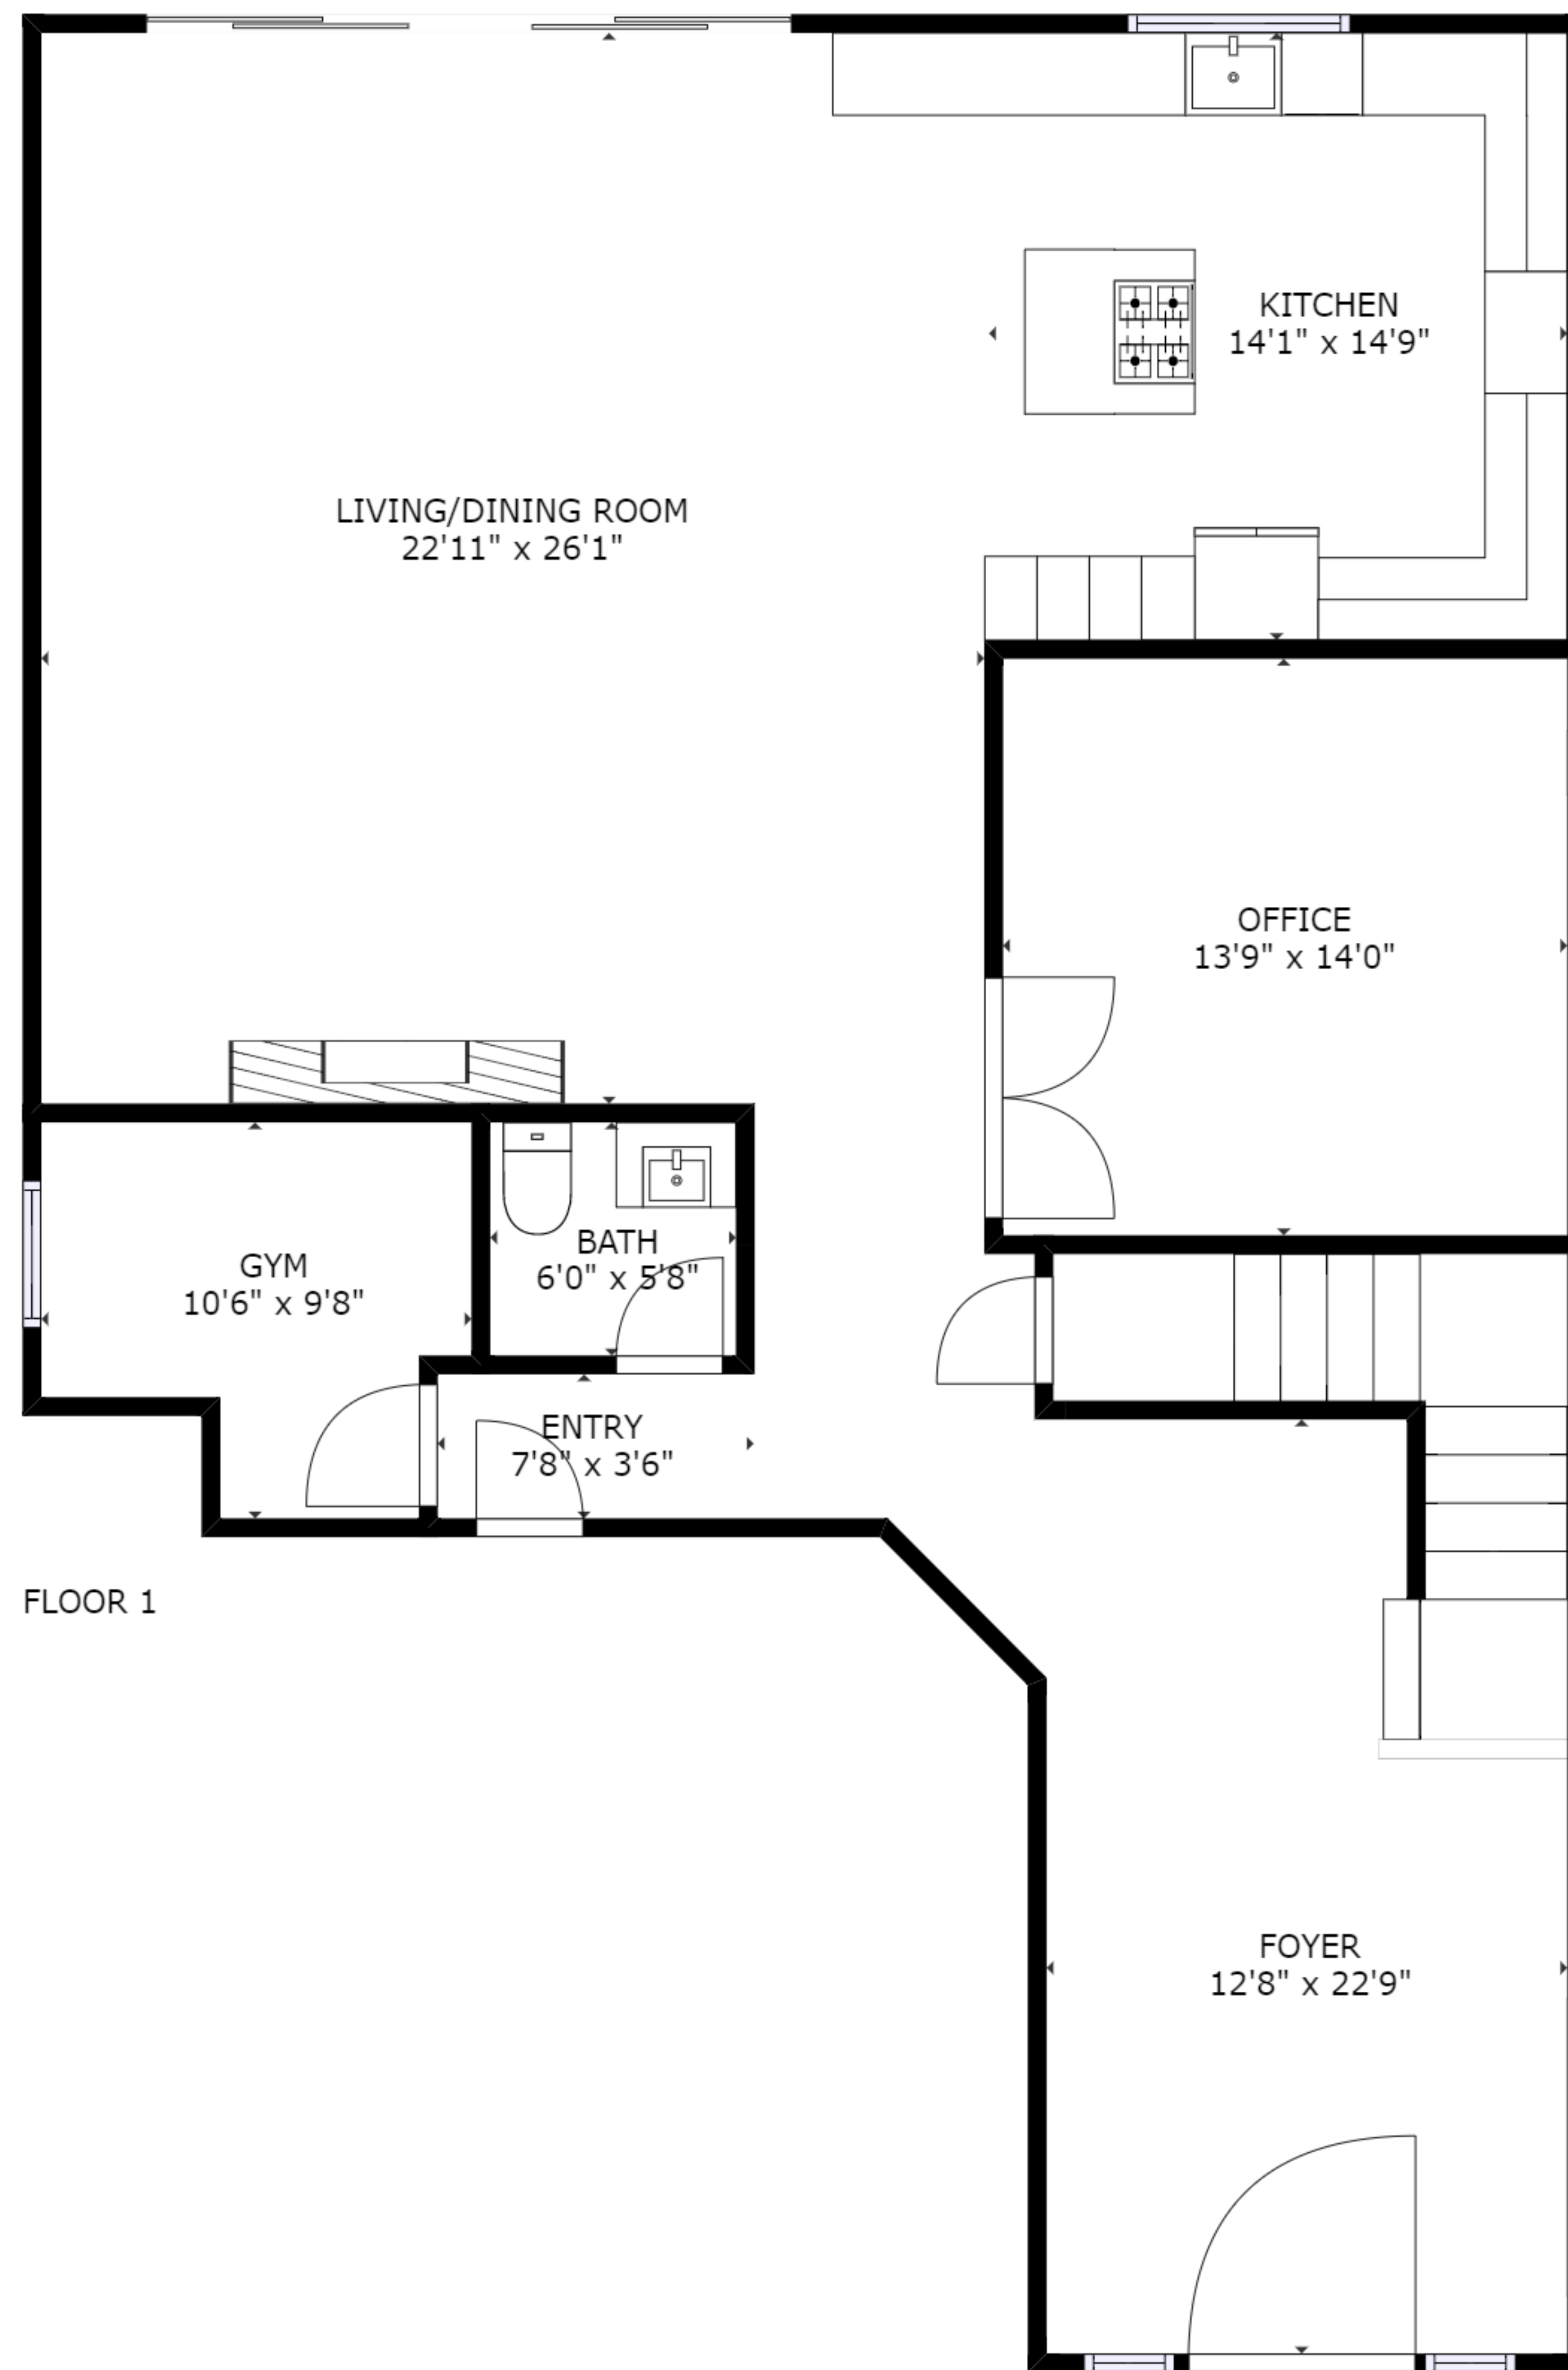 KITCHEN
14'1" x 14'9"
LIVING/DINING ROOM
22'11" x 26'1"
OFFICE
13'9" x 14'0"
BATH
6'0" x 5'8"
GYM
10'6" x 9'8"
ENTRY
7'8" x 3'6"
FLOOR 1
FOYER
12'8" x 22'9"